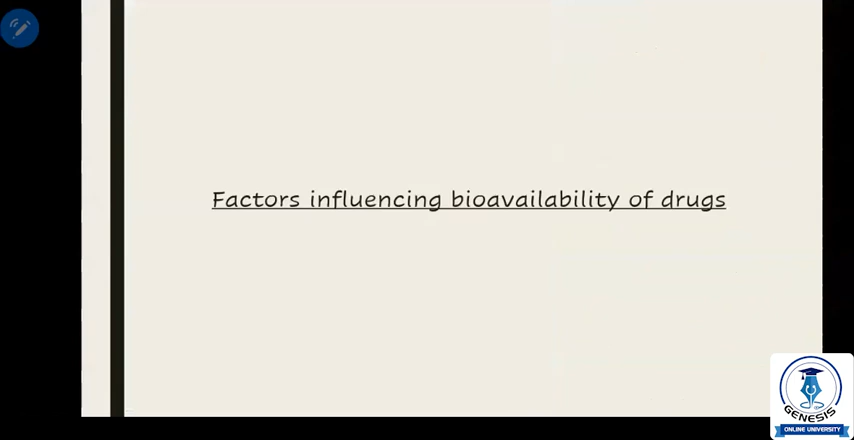 Factors influencing bioavailability of drugs
GENESIS
ONLINE UNIVERSITY